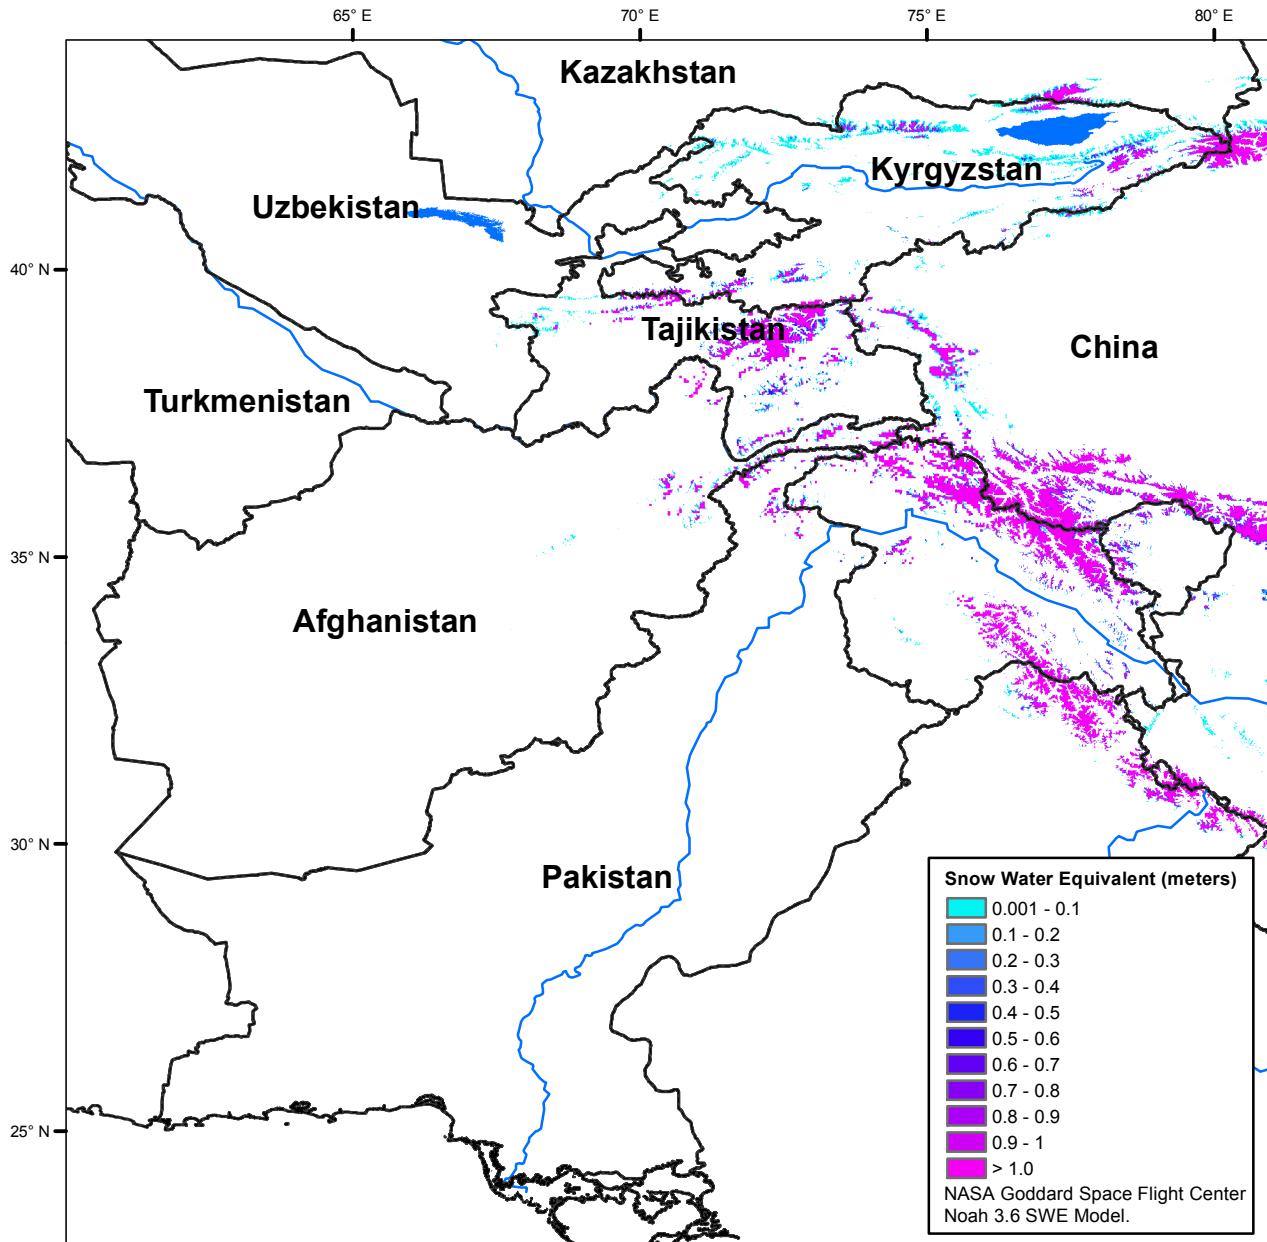 65° E
70° E
75° E
80° E
Kazakhstan
Kyrgyzstan
Uzbekistan
40° N
Tajikistan
China
Turkmenistan
35° N
Afghanistan
30° N
Pakistan
25° N
Snow Water Equivalent (meters)
0.001 - 0.1
0.1 - 0.2
0.2 - 0.3
0.3 - 0.4
0.4 - 0.5
0.5 - 0.6
0.6 - 0.7
0.7 - 0.8
0.8 - 0.9
0.9 - 1
> 1.0
NASA Goddard Space Flight Center
Noah 3.6 SWE Model.